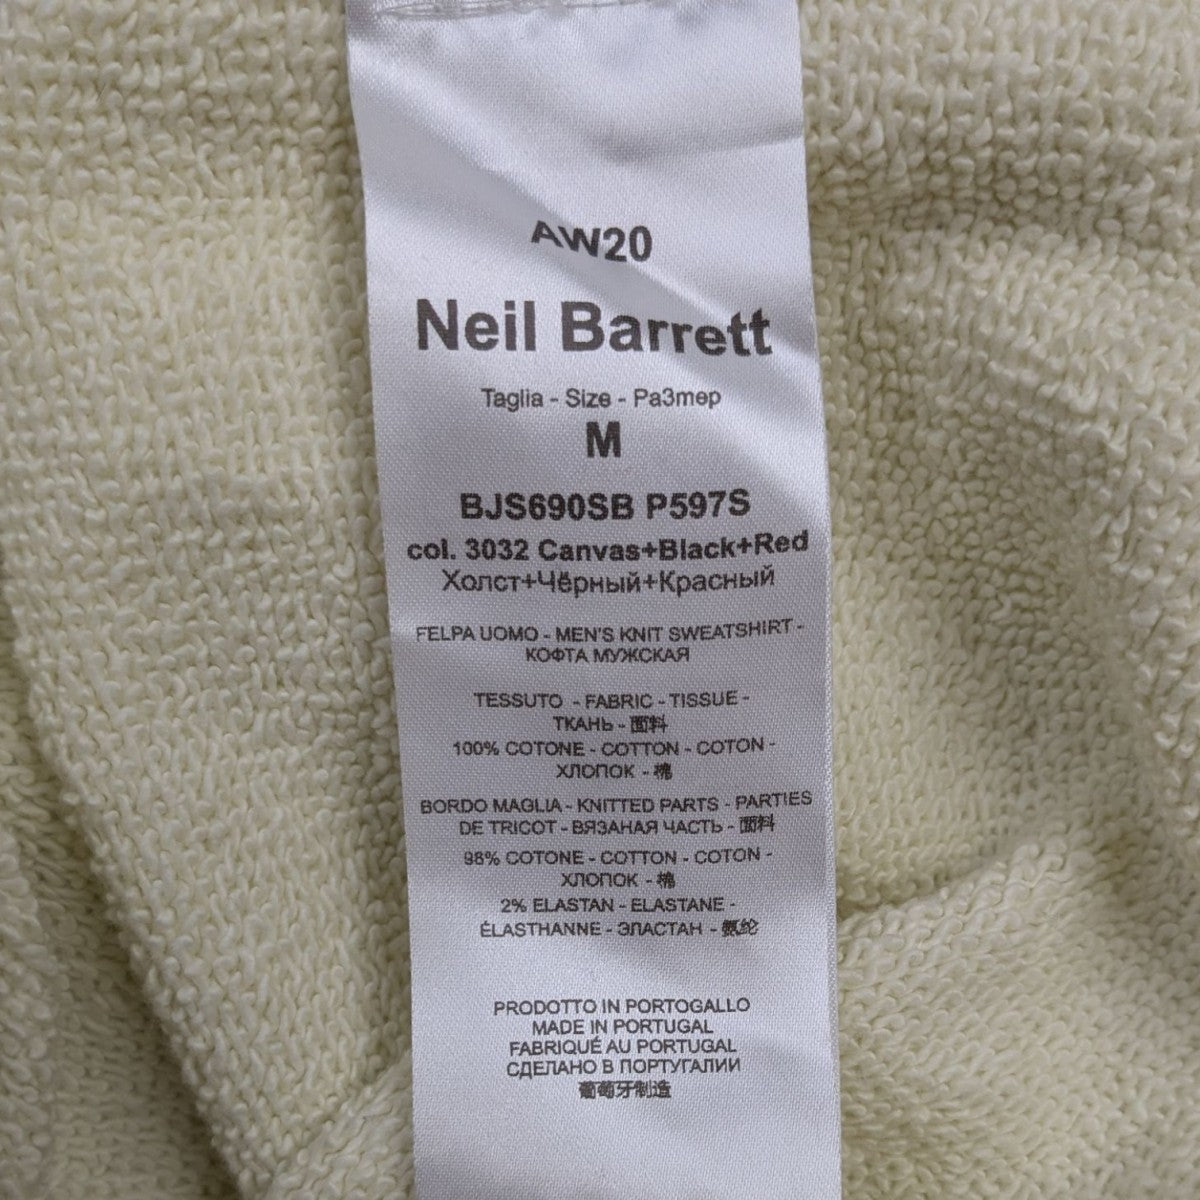 AW20
Neil Barrett
Taglia - Size - Pa3mep
M
BJS690SB P597S
col. 3032 Canvas+Black+Red
Холст+Чёрный+Красный
FELPA UOMO - MEN'S KNIT SWEATSHIRT -
КОФТА МУЖСКАЯ
TESSUTO - FABRIC - TISSUE -
ТКАНЬ - 面料
100% COTONE - COTTON - COTON -
ХЛОПОК - 棉
BORDO MAGLIA - KNITTED PARTS - PARTIES
DE TRICOT - ВЯЗАНАЯ ЧАСТЬ - 面料
98% COTONE - COTTON - COTON -
ХЛОПОК - 棉
2% ELASTAN - ELASTANE -
ÉLASTHANNE - ЭЛАСТАН - 氨纶
PRODOTTO IN PORTOGALLO
MADE IN PORTUGAL
FABRIQUÉ AU PORTUGAL
СДЕЛАНО В ПОРТУГАЛИИ
葡萄牙制造